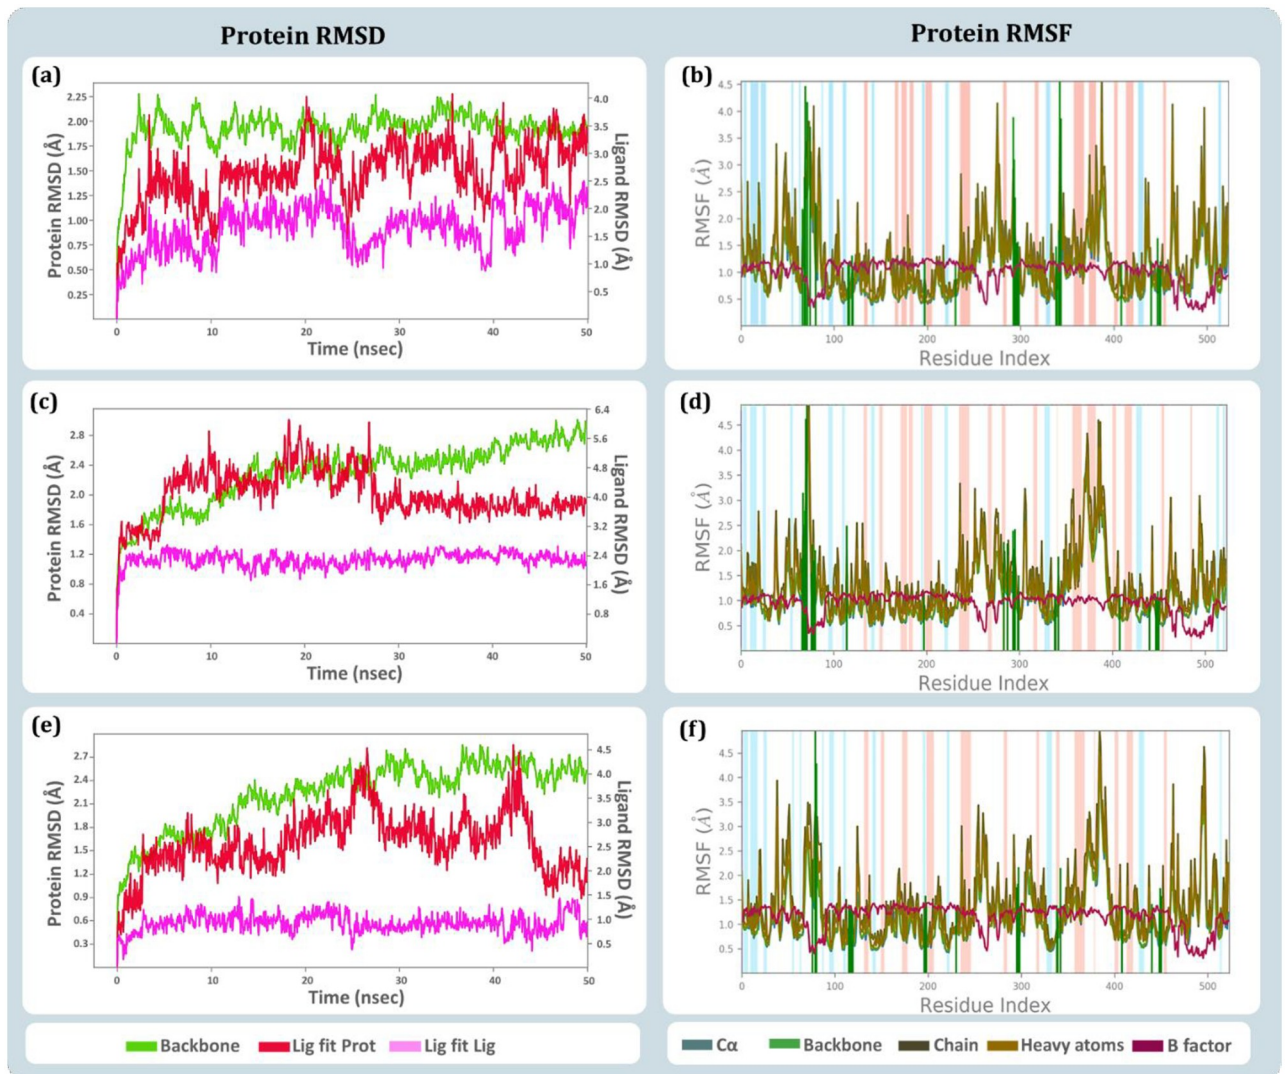 Protein RMSD
Protein RMSF
(a)
Protein RMSD (Å)
2.25
2.00
1.75
1.50
1.25
1.00
0.75
0.50
0.25
4.0
3.5
3.0
2.5
2.0
1.5
1.0
0.5
Ligand RMSD (Å)
0 10 20 30 40 50
Time (nsec)
(b)
RMSF (Å)
4.5
4.0
3.5
3.0
2.5
2.0
1.5
1.0
0.5
0 100 200 300 400 500
Residue Index
(c)
Protein RMSD (Å)
2.8
2.4
2.0
1.6
1.2
0.8
0.4
6.4
5.6
4.8
4.0
3.2
2.4
1.6
0.8
Ligand RMSD (Å)
0 10 20 30 40 50
Time (nsec)
(d)
RMSF (Å)
4.5
4.0
3.5
3.0
2.5
2.0
1.5
1.0
0.5
0 100 200 300 400 500
Residue Index
(e)
Protein RMSD (Å)
2.7
2.4
2.1
1.8
1.5
1.2
0.9
0.6
0.3
4.5
4.0
3.5
3.0
2.5
2.0
1.5
1.0
0.5
Ligand RMSD (Å)
0 10 20 30 40 50
Time (nsec)
(f)
RMSF (Å)
4.5
4.0
3.5
3.0
2.5
2.0
1.5
1.0
0.5
0 100 200 300 400 500
Residue Index
Backbone Lig fit Prot Lig fit Lig
Cα Backbone Chain Heavy atoms B factor